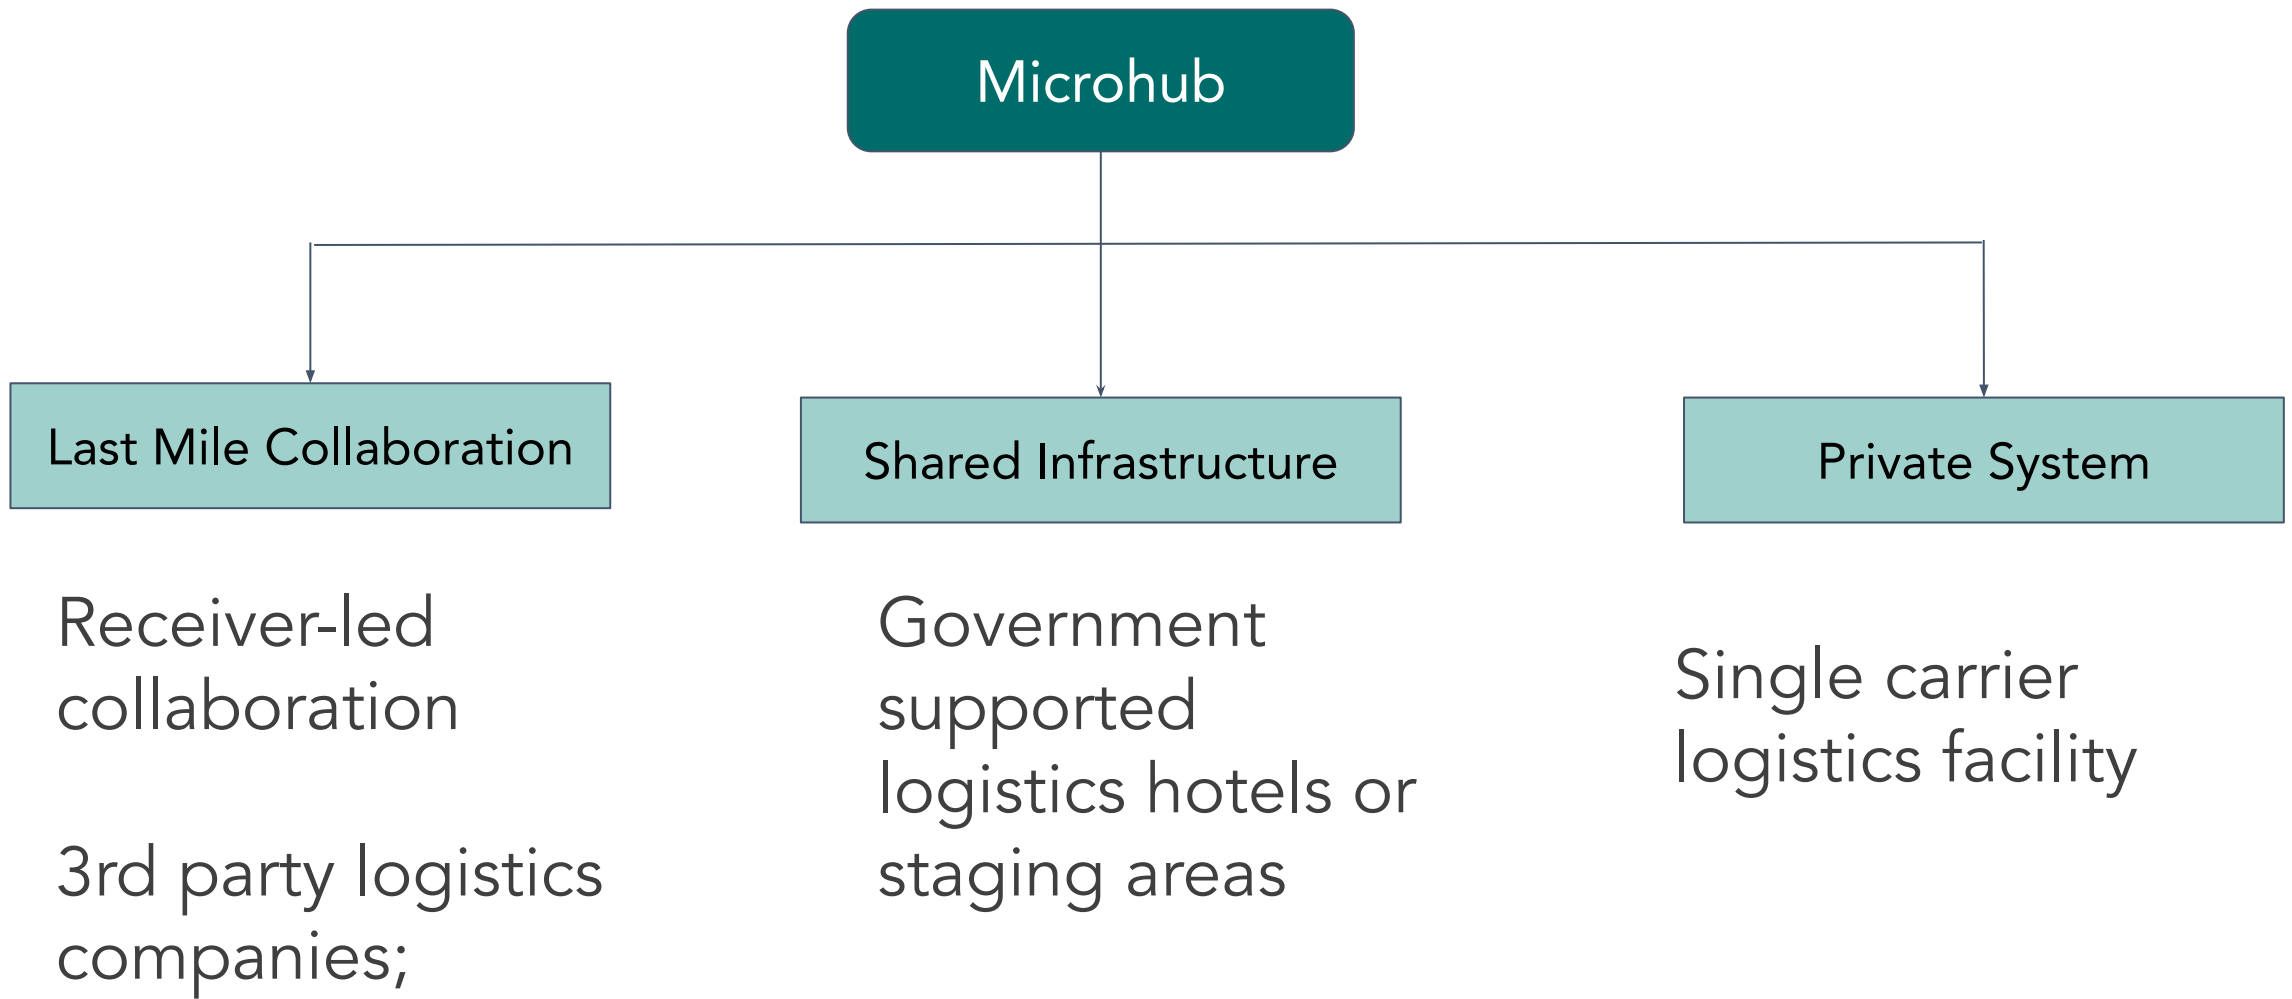 Microhub
Last Mile Collaboration
Shared Infrastructure
Private System
Receiver-led
collaboration
3rd party logistics
companies;
Government
supported
logistics hotels or
staging areas
Single carrier
logistics facility